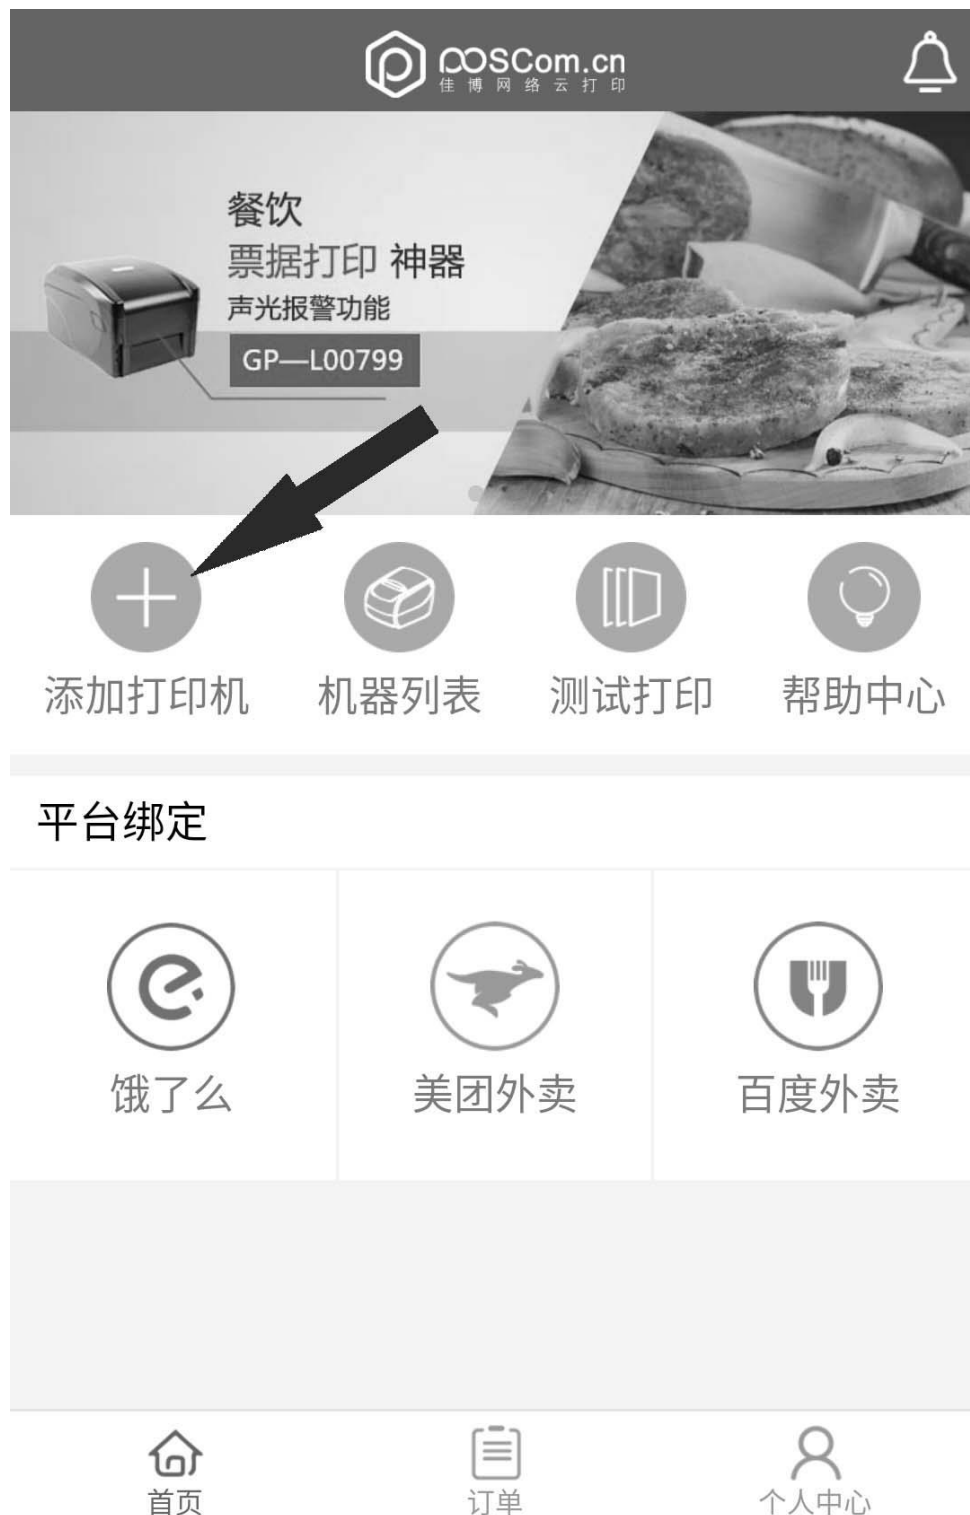 poscom.cn
佳博网络云打印
餐饮
票据打印 神器
声光报警功能
GP—L00799
添加打印机 机器列表 测试打印 帮助中心
平台绑定
饿了么 美团外卖 百度外卖
首页 订单 个人中心